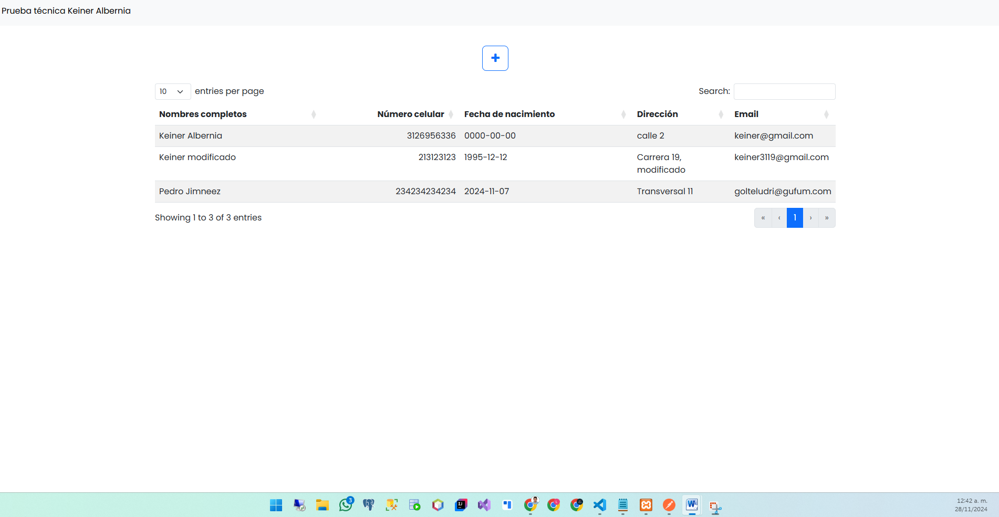 Prueba técnica Keiner Albernia
+
10 entries per page Search:
Nombres completos Número celular Fecha de nacimiento Dirección Email
Keiner Albernia 3126956336 0000-00-00 calle 2 keiner@gmail.com
Keiner modificado 213123123 1995-12-12 Carrera 19, modificado keiner3119@gmail.com
Pedro Jimneez 234234234234 2024-11-07 Transversal 11 golteludri@gufum.com
Showing 1 to 3 of 3 entries « ‹ 1 › »
3
12:42 a. m.
28/11/2024